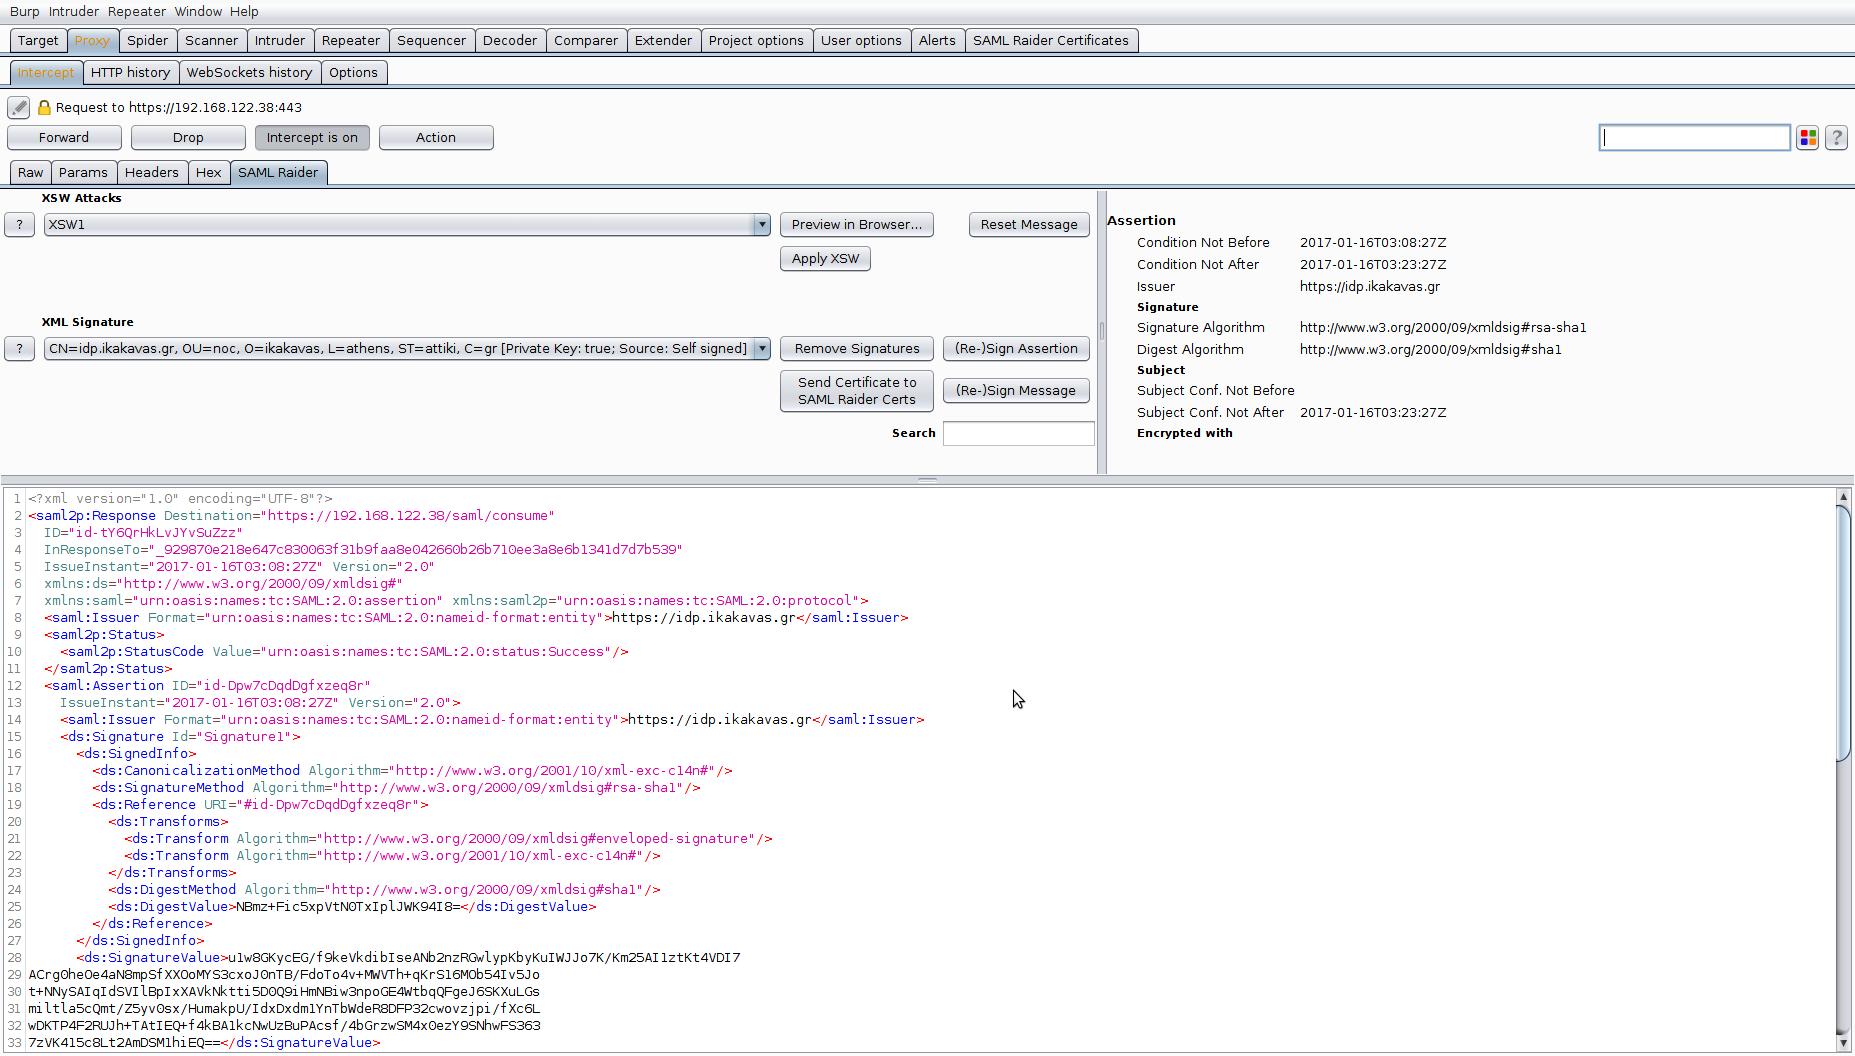 Burp Intruder Repeater Window Help
Target Proxy Spider Scanner Intruder Repeater Sequencer Decoder Comparer Extender Project options User options Alerts SAML Raider Certificates
Intercept HTTP history WebSockets history Options
Request to https://192.168.122.38:443
Forward Drop Intercept is on Action ?
Raw Params Headers Hex SAML Raider
XSW Attacks
? XSW1 Preview in Browser... Reset Message
Apply XSW
XML Signature
? CN=idp.ikakavas.gr, OU=noc, O=ikakavas, L=athens, ST=attiki, C=gr [Private Key: true; Source: Self signed] Remove Signatures (Re-)Sign Assertion
Send Certificate to
SAML Raider Certs
(Re-)Sign Message
Search
Assertion
Condition Not Before 2017-01-16T03:08:27Z
Condition Not After 2017-01-16T03:23:27Z
Issuer https://idp.ikakavas.gr
Signature
Signature Algorithm http://www.w3.org/2000/09/xmldsig#rsa-sha1
Digest Algorithm http://www.w3.org/2000/09/xmldsig#sha1
Subject
Subject Conf. Not Before
Subject Conf. Not After 2017-01-16T03:23:27Z
Encrypted with
1 <?xml version="1.0" encoding="UTF-8"?>
2 <saml2p:Response Destination="https://192.168.122.38/saml/consume"
3 ID="id-tY6QrHkLvJYvSuZzz"
4 InResponseTo="_929870e218e647c830063f31b9faa8e042660b26b710ee3a8e6b1341d7d7b539"
5 IssueInstant="2017-01-16T03:08:27Z" Version="2.0"
6 xmlns:ds="http://www.w3.org/2000/09/xmldsig#"
7 xmlns:saml="urn:oasis:names:tc:SAML:2.0:assertion" xmlns:saml2p="urn:oasis:names:tc:SAML:2.0:protocol">
8 <saml:Issuer Format="urn:oasis:names:tc:SAML:2.0:nameid-format:entity">https://idp.ikakavas.gr</saml:Issuer>
9 <saml2p:Status>
10 <saml2p:StatusCode Value="urn:oasis:names:tc:SAML:2.0:status:Success"/>
11 </saml2p:Status>
12 <saml:Assertion ID="id-Dpw7cDqdDgfxzeq8r"
13 IssueInstant="2017-01-16T03:08:27Z" Version="2.0">
14 <saml:Issuer Format="urn:oasis:names:tc:SAML:2.0:nameid-format:entity">https://idp.ikakavas.gr</saml:Issuer>
15 <ds:Signature Id="Signature1">
16 <ds:SignedInfo>
17 <ds:CanonicalizationMethod Algorithm="http://www.w3.org/2001/10/xml-exc-c14n#"/>
18 <ds:SignatureMethod Algorithm="http://www.w3.org/2000/09/xmldsig#rsa-sha1"/>
19 <ds:Reference URI="#id-Dpw7cDqdDgfxzeq8r">
20 <ds:Transforms>
21 <ds:Transform Algorithm="http://www.w3.org/2000/09/xmldsig#enveloped-signature"/>
22 <ds:Transform Algorithm="http://www.w3.org/2001/10/xml-exc-c14n#"/>
23 </ds:Transforms>
24 <ds:DigestMethod Algorithm="http://www.w3.org/2000/09/xmldsig#sha1"/>
25 <ds:DigestValue>NBmz+Fic5xpVtN0TxIplJWK94I8=</ds:DigestValue>
26 </ds:Reference>
27 </ds:SignedInfo>
28 <ds:SignatureValue>u1w8GKycEG/f9keVkdibIseANb2nzRGwlypKbyKuIWJJo7K/Km25AI1ztKt4VDI7
29 ACrg0heOe4aN8mpSfXXOoMYS3cxoJ0nTB/FdoTo4v+MWVTh+qKrS16MOb54Iv5Jo
30 t+NNySAIqIdSVIlBpIxXAVkNktti5D0Q9iHmNBiw3npoGE4WtbqQFgeJ6SKXuLGs
31 miltla5cQmt/Z5yv0sx/HumakpU/IdxDxdm1YnTbWdeR8DFP32cwovzjpi/fXc6L
32 wDKTP4F2RUJh+TAtIEQ+f4kBA1kcNwUzBuPAcsf/4bGrzwSM4x0ezY9SNhwFS363
33 7zVK415c8Lt2AmDSM1hiEQ==</ds:SignatureValue>